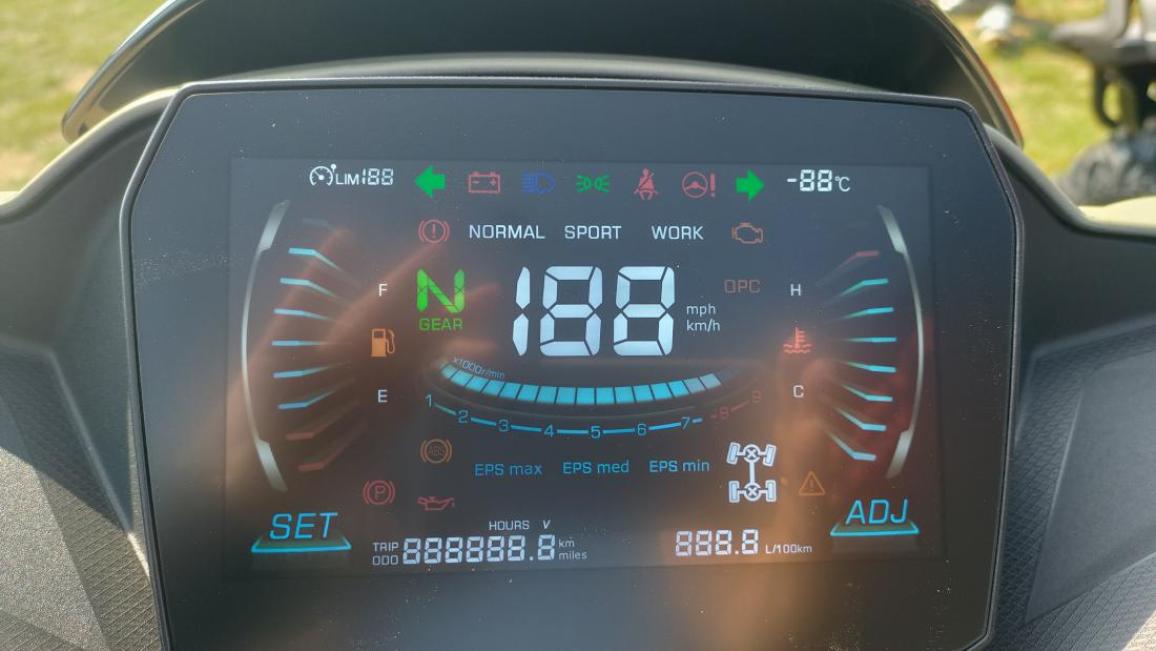 LIM188
-88°C
NORMAL SPORT WORK
F
N
GEAR
188
mph
km/h
OPC
H
E
C
x1000r/min
1 2 3 4 5 6 7 8 9
ABS
EPS max EPS med EPS min
P
SET
ADJ
HOURS V
TRIP
ODO
888888.8
km
miles
888.8 L/100km